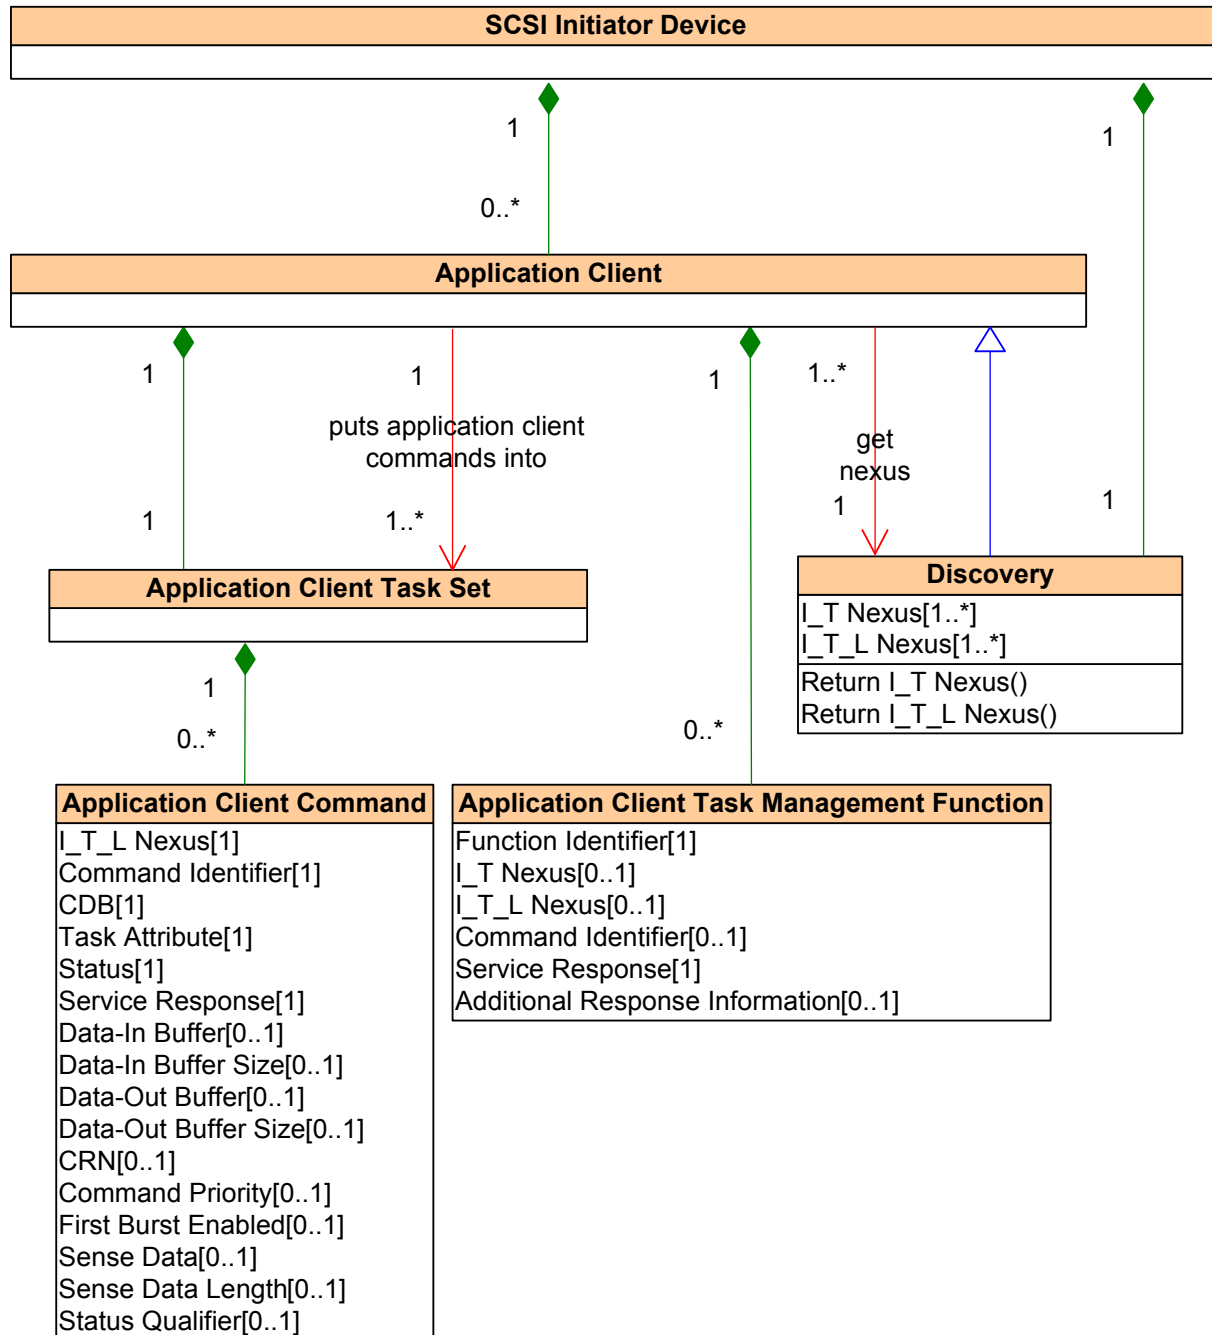 SCSI Initiator Device
1
1
0..*
Application Client
1
1
1
1..*
puts application client
commands into
get
nexus
1
1..*
1
1
Application Client Task Set
Discovery
I_T Nexus[1..*]
I_T_L Nexus[1..*]
Return I_T Nexus()
Return I_T_L Nexus()
1
0..*
0..*
Application Client Command
I_T_L Nexus[1]
Command Identifier[1]
CDB[1]
Task Attribute[1]
Status[1]
Service Response[1]
Data-In Buffer[0..1]
Data-In Buffer Size[0..1]
Data-Out Buffer[0..1]
Data-Out Buffer Size[0..1]
CRN[0..1]
Command Priority[0..1]
First Burst Enabled[0..1]
Sense Data[0..1]
Sense Data Length[0..1]
Status Qualifier[0..1]
Application Client Task Management Function
Function Identifier[1]
I_T Nexus[0..1]
I_T_L Nexus[0..1]
Command Identifier[0..1]
Service Response[1]
Additional Response Information[0..1]